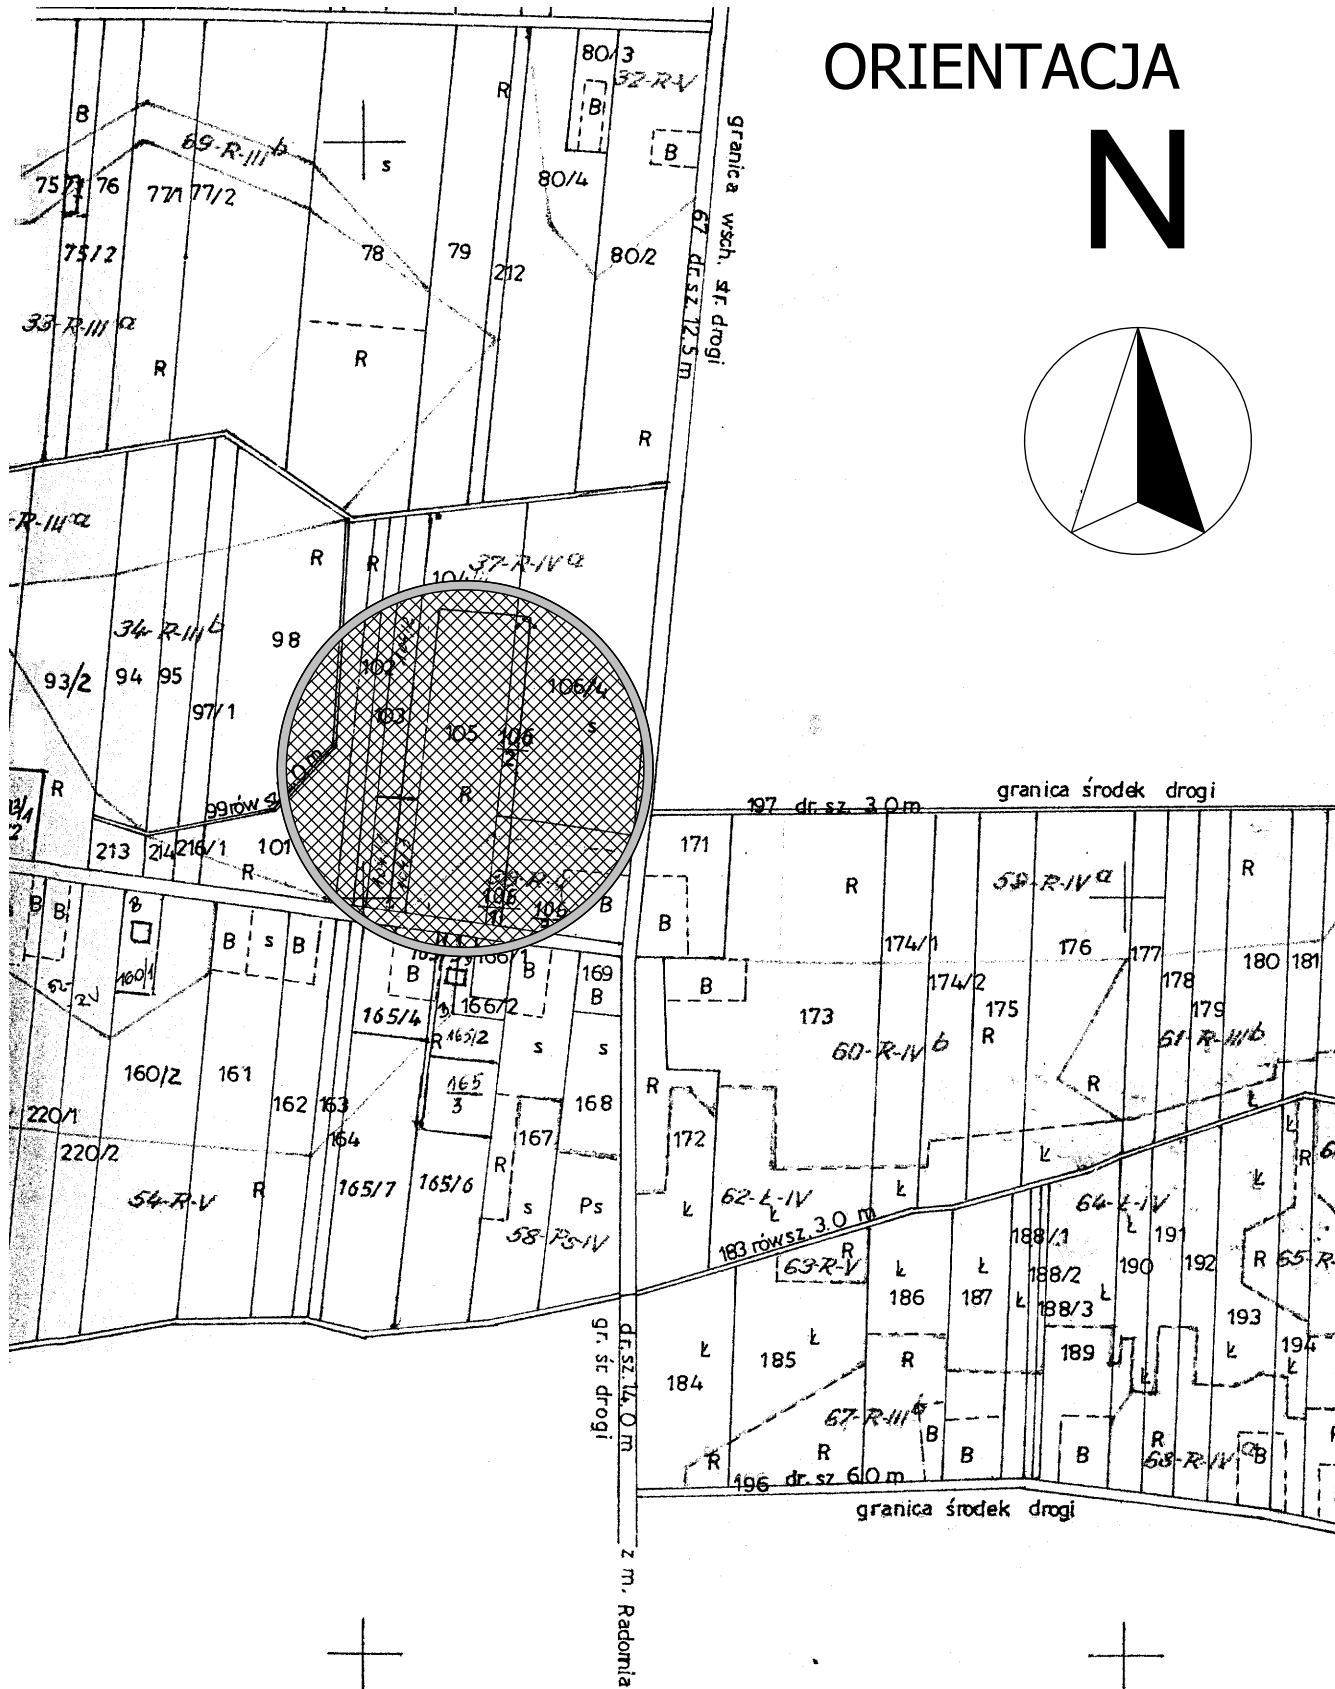 ORIENTACJA
N
80/3
32-R-V
R
B
B
69-R-III b
s
B
75/1 76
77/1 77/2
80/4
granica wsch. śr. drogi
67 dr. sz. 12.5 m
75/2
78
79
212
80/2
33-R-III a
R
R
R
R-III a
R
R
37-R-IV a
104
34-R-III b
98
102
104/2
93/2
94
95
97/1
103
105
106/2
106/4
s
R
R
99 rów s
0 m
197 dr. sz. 3.0 m
granica środek drogi
213
214
216/1
101
R
171
R
58-R-IV a
R
B
B
B
B
s
B
B
B
160/1
106/1
106
174/1
176
177
180
181
B
B
169
B
B
166/1
178
174/2
175
179
173
165/4
166/2
R
165/2
s
s
60-R-IV b
R
61-R-III b
160/2
161
162
163
164
165/3
R
168
R
Ł
Ł
220/1
220/2
167
172
Ł
R
54-R-V
R
165/7
165/6
R
s
Ps
58-Ps-IV
Ł
62-Ł-IV
Ł
Ł
64-Ł-IV
Ł
Ł
183 rów sz. 3.0 m
R
63-R-V
188/1
191
188/2
190
192
R
65-R-
Ł
186
Ł
187
Ł
188/3
Ł
193
dr. sz. 14.0 m
gr. śr. drogi
Ł
184
185
Ł
R
189
Ł
Ł
194
Ł
67-R-III b
B
B
B
R
R
R
68-R-IV a
B
196 dr. sz 6.0 m
granica środek drogi
z m. Radomia